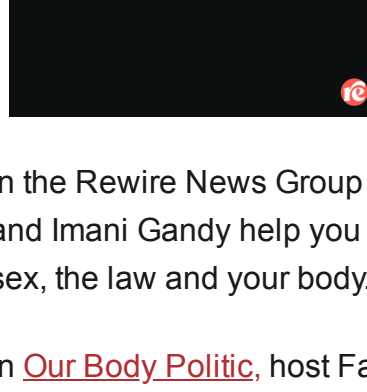 re
n the Rewire News Group
and Imani Gandy help you
sex, the law and your body.
n Our Body Politic, host Fa